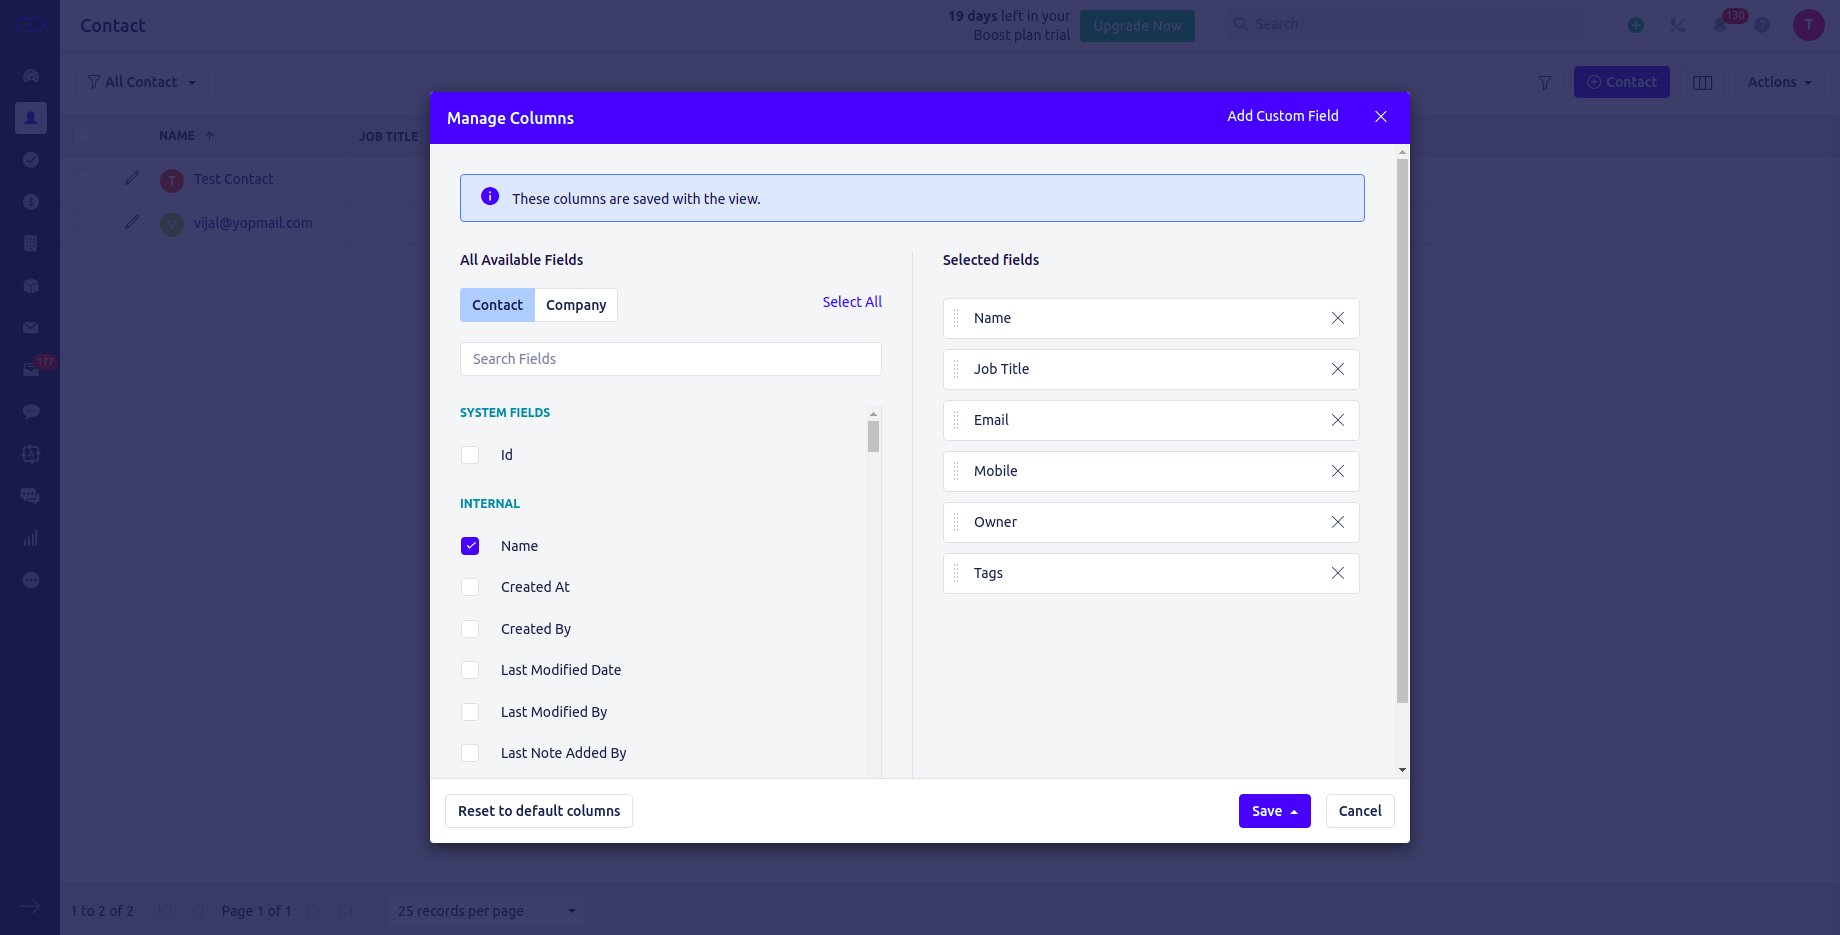 Contact
19 days left in your
Boost plan trial
Upgrade Now
Search
130
T
All Contact
Contact
Actions
NAME
JOB TITLE
T
Test Contact
V
vijal@yopmail.com
177
Manage Columns
Add Custom Field
These columns are saved with the view.
All Available Fields
Contact
Company
Select All
Search Fields
SYSTEM FIELDS
Id
INTERNAL
Name
Created At
Created By
Last Modified Date
Last Modified By
Last Note Added By
Selected fields
Name
Job Title
Email
Mobile
Owner
Tags
Reset to default columns
Save
Cancel
1 to 2 of 2
Page 1 of 1
25 records per page